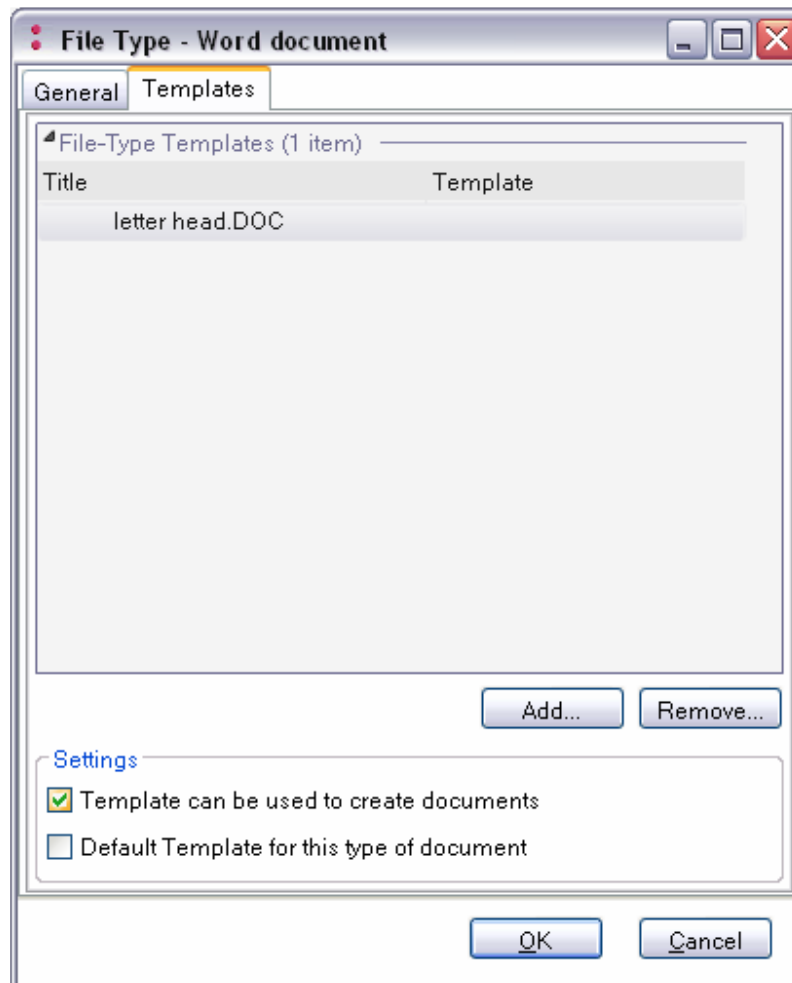 File Type - Word document
General Templates
File-Type Templates (1 item)
Title Template
letter head.DOC
Add... Remove...
Settings
Template can be used to create documents
Default Template for this type of document
OK Cancel